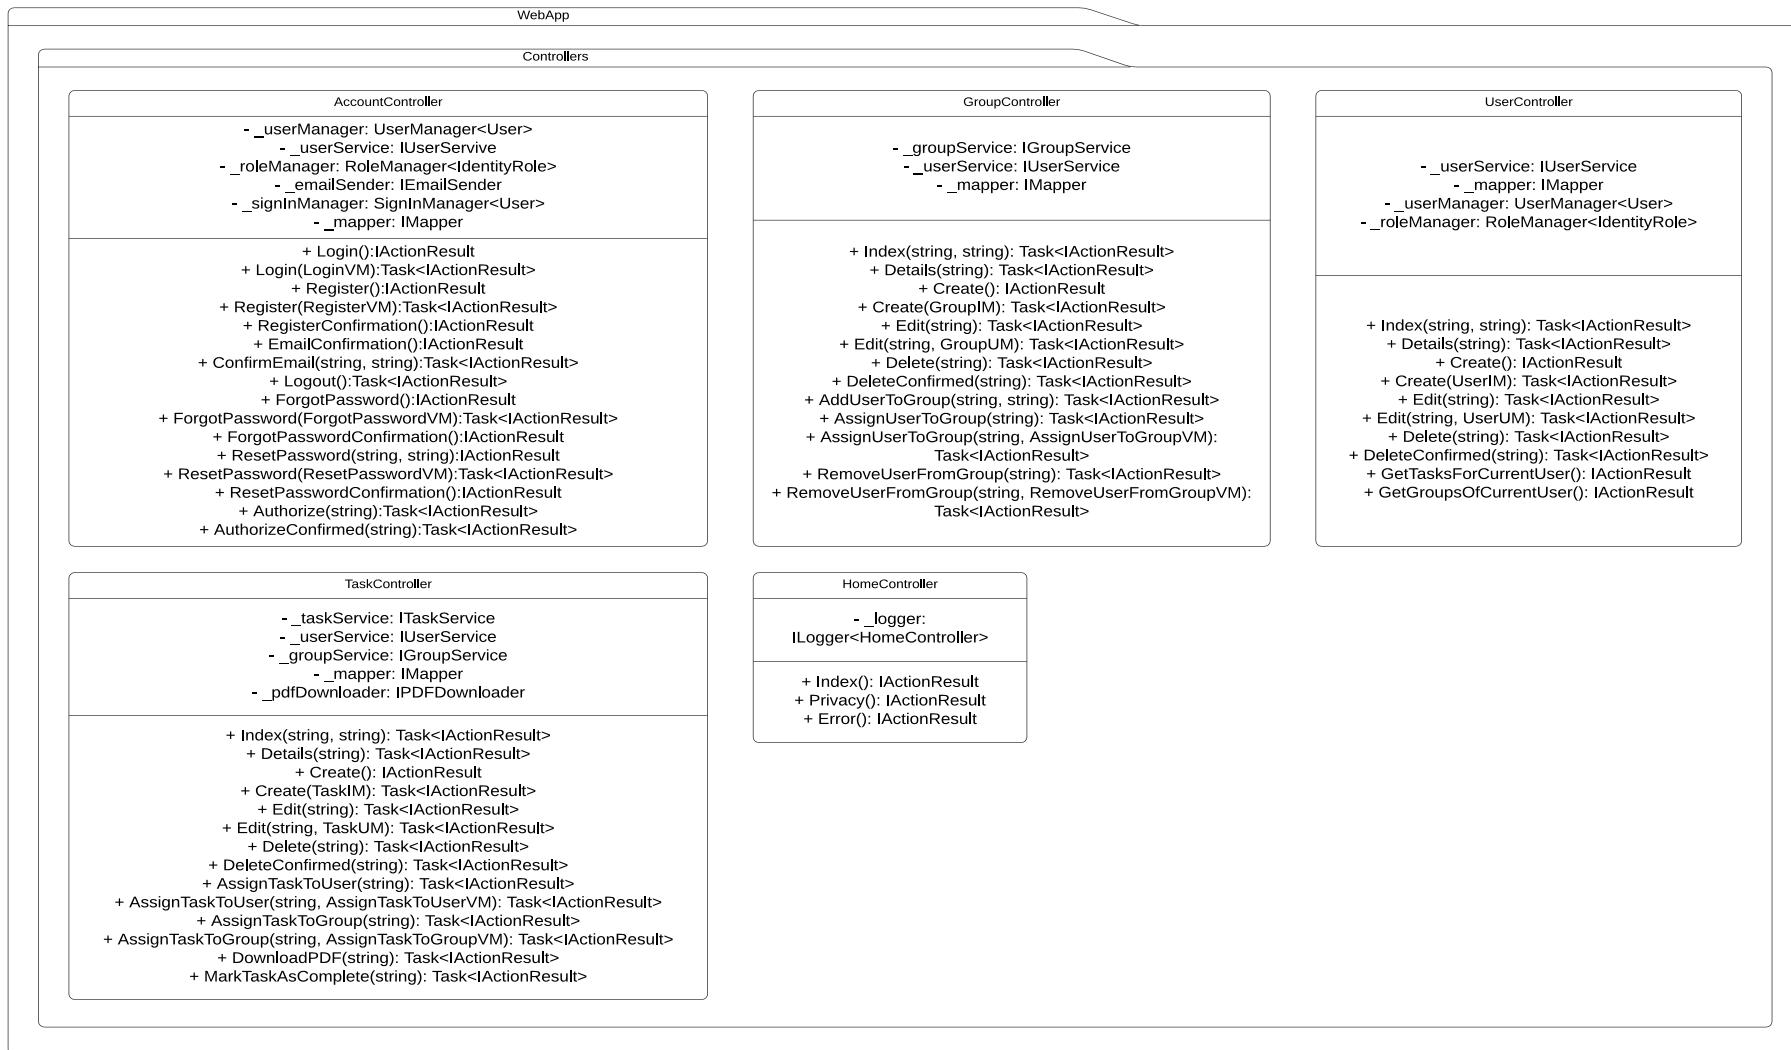 WebApp
Controllers
AccountController
- _userManager: UserManager<User>
- _userService: IUserServive
- _roleManager: RoleManager<IdentityRole>
- _emailSender: IEmailSender
- _signInManager: SignInManager<User>
- _mapper: IMapper
+ Login():IActionResult
+ Login(LoginVM):Task<IActionResult>
+ Register():IActionResult
+ Register(RegisterVM):Task<IActionResult>
+ RegisterConfirmation():IActionResult
+ EmailConfirmation():IActionResult
+ ConfirmEmail(string, string):Task<IActionResult>
+ Logout():Task<IActionResult>
+ ForgotPassword():IActionResult
+ ForgotPassword(ForgotPasswordVM):Task<IActionResult>
+ ForgotPasswordConfirmation():IActionResult
+ ResetPassword(string, string):IActionResult
+ ResetPassword(ResetPasswordVM):Task<IActionResult>
+ ResetPasswordConfirmation():IActionResult
+ Authorize(string):Task<IActionResult>
+ AuthorizeConfirmed(string):Task<IActionResult>
GroupController
- _groupService: IGroupService
- _userService: IUserService
- _mapper: IMapper
+ Index(string, string): Task<IActionResult>
+ Details(string): Task<IActionResult>
+ Create(): IActionResult
+ Create(GroupIM): Task<IActionResult>
+ Edit(string): Task<IActionResult>
+ Edit(string, GroupUM): Task<IActionResult>
+ Delete(string): Task<IActionResult>
+ DeleteConfirmed(string): Task<IActionResult>
+ AddUserToGroup(string, string): Task<IActionResult>
+ AssignUserToGroup(string): Task<IActionResult>
+ AssignUserToGroup(string, AssignUserToGroupVM):
Task<IActionResult>
+ RemoveUserFromGroup(string): Task<IActionResult>
+ RemoveUserFromGroup(string, RemoveUserFromGroupVM):
Task<IActionResult>
UserController
- _userService: IUserService
- _mapper: IMapper
- _userManager: UserManager<User>
- _roleManager: RoleManager<IdentityRole>
+ Index(string, string): Task<IActionResult>
+ Details(string): Task<IActionResult>
+ Create(): IActionResult
+ Create(UserIM): Task<IActionResult>
+ Edit(string): Task<IActionResult>
+ Edit(string, UserUM): Task<IActionResult>
+ Delete(string): Task<IActionResult>
+ DeleteConfirmed(string): Task<IActionResult>
+ GetTasksForCurrentUser(): IActionResult
+ GetGroupsOfCurrentUser(): IActionResult
TaskController
- _taskService: ITaskService
- _userService: IUserService
- _groupService: IGroupService
- _mapper: IMapper
- _pdfDownloader: IPDFDownloader
+ Index(string, string): Task<IActionResult>
+ Details(string): Task<IActionResult>
+ Create(): IActionResult
+ Create(TaskIM): Task<IActionResult>
+ Edit(string): Task<IActionResult>
+ Edit(string, TaskUM): Task<IActionResult>
+ Delete(string): Task<IActionResult>
+ DeleteConfirmed(string): Task<IActionResult>
+ AssignTaskToUser(string): Task<IActionResult>
+ AssignTaskToUser(string, AssignTaskToUserVM): Task<IActionResult>
+ AssignTaskToGroup(string): Task<IActionResult>
+ AssignTaskToGroup(string, AssignTaskToGroupVM): Task<IActionResult>
+ DownloadPDF(string): Task<IActionResult>
+ MarkTaskAsComplete(string): Task<IActionResult>
HomeController
- _logger:
ILogger<HomeController>
+ Index(): IActionResult
+ Privacy(): IActionResult
+ Error(): IActionResult